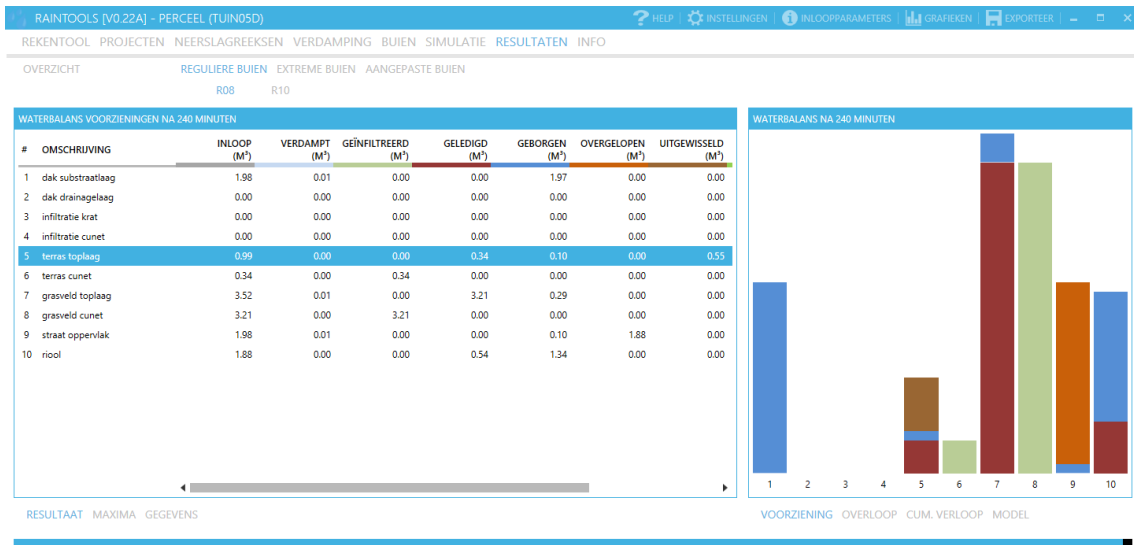 RAINTOOLS [V0.22A] - PERCEEL (TUIN05D) ? HELP | INSTELLINGEN | INLOOPPARAMETERS | GRAFIEKEN | EXPORTEER |
REKENTOOL PROJECTEN NEERSLAGREEKSEN VERDAMPING BUIEN SIMULATIE RESULTATEN INFO
OVERZICHT REGULIERE BUIEN EXTREME BUIEN AANGEPASTE BUIEN
R08 R10
WATERBALANS VOORZIENINGEN NA 240 MINUTEN
# OMSCHRIJVING INLOOP (M³) VERDAMPT (M³) GEÏNFILTREERD (M³) GELEDIGD (M³) GEBORGEN (M³) OVERGELOPEN (M³) UITGEWISSELD (M³)
1 dak substraatlaag 1.98 0.01 0.00 0.00 1.97 0.00 0.00
2 dak drainagelaag 0.00 0.00 0.00 0.00 0.00 0.00 0.00
3 infiltratie krat 0.00 0.00 0.00 0.00 0.00 0.00 0.00
4 infiltratie cunet 0.00 0.00 0.00 0.00 0.00 0.00 0.00
5 terras toplaag 0.99 0.00 0.00 0.34 0.10 0.00 0.55
6 terras cunet 0.34 0.00 0.34 0.00 0.00 0.00 0.00
7 grasveld toplaag 3.52 0.01 0.00 3.21 0.29 0.00 0.00
8 grasveld cunet 3.21 0.00 3.21 0.00 0.00 0.00 0.00
9 straat oppervlak 1.98 0.01 0.00 0.00 0.10 1.88 0.00
10 riool 1.88 0.00 0.00 0.54 1.34 0.00 0.00
RESULTAAT MAXIMA GEGEVENS
WATERBALANS NA 240 MINUTEN
1 2 3 4 5 6 7 8 9 10
VOORZIENING OVERLOOP CUM. VERLOOP MODEL